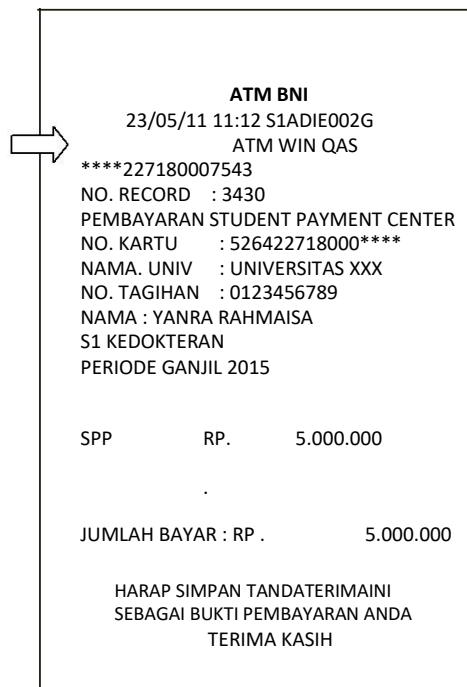 ATM BNI
23/05/11 11:12 S1ADIE002G
ATM WIN QAS
****227180007543
NO. RECORD : 3430
PEMBAYARAN STUDENT PAYMENT CENTER
NO. KARTU : 526422718000****
NAMA. UNIV : UNIVERSITAS XXX
NO. TAGIHAN : 0123456789
NAMA : YANRA RAHMAISA
S1 KEDOKTERAN
PERIODE GANJIL 2015
SPP RP. 5.000.000
.
JUMLAH BAYAR : RP . 5.000.000
HARAP SIMPAN TANDATERIMAINI
SEBAGAI BUKTI PEMBAYARAN ANDA
TERIMA KASIH